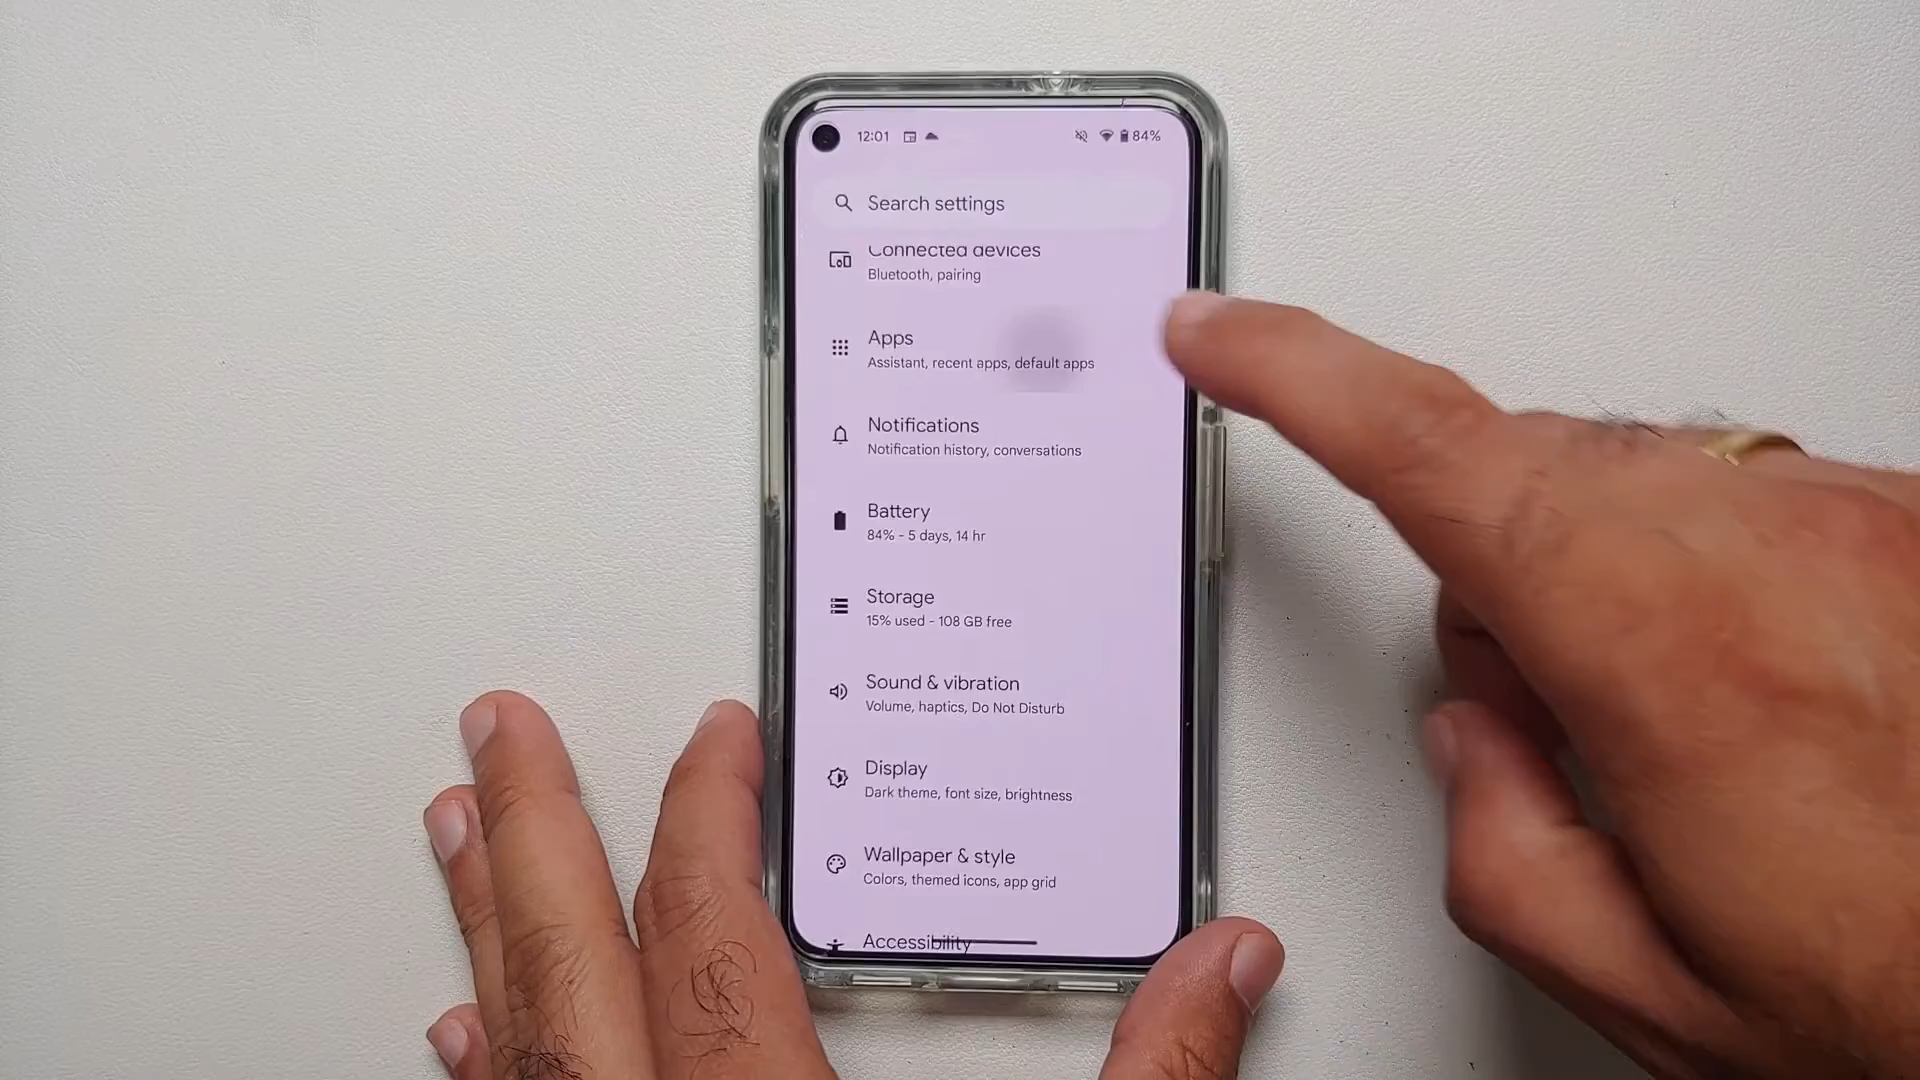 12:01 84%
Search settings
Connected devices
Bluetooth, pairing
Apps
Assistant, recent apps, default apps
Notifications
Notification history, conversations
Battery
84% - 5 days, 14 hr
Storage
15% used - 108 GB free
Sound & vibration
Volume, haptics, Do Not Disturb
Display
Dark theme, font size, brightness
Wallpaper & style
Colors, themed icons, app grid
Accessibility